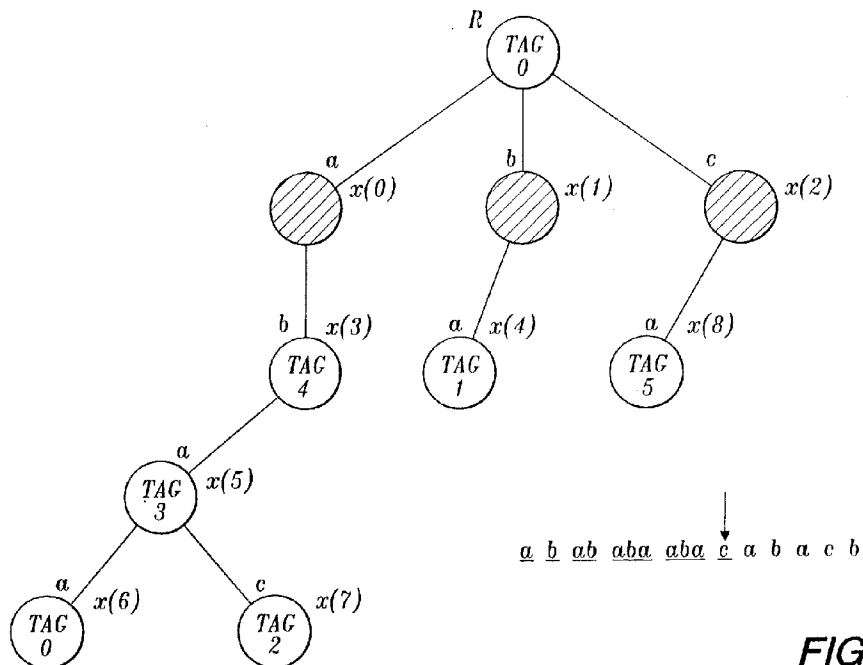 R
TAG
0
a
x(0)
b
x(1)
c
x(2)
b
x(3)
TAG
4
a
x(4)
TAG
1
a
x(8)
TAG
5
a
x(5)
TAG
3
a b ab aba aba c a b a c b
a
x(6)
TAG
0
c
x(7)
TAG
2
FIG